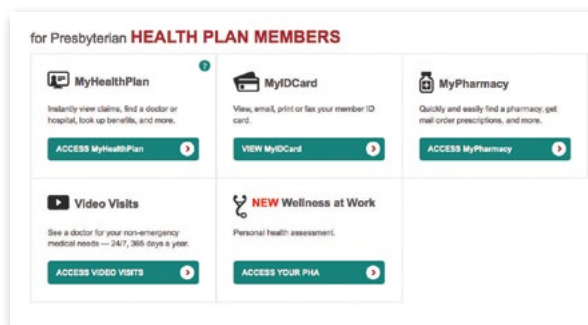 for Presbyterian HEALTH PLAN MEMBERS
MyHealthPlan
?
Instantly view claims, find a doctor or
hospital, look up benefits, and more.
ACCESS MyHealthPlan
MyIDCard
View, email, print or fax your member ID
card.
VIEW MyIDCard
MyPharmacy
Quickly and easily find a pharmacy, get
mail order prescriptions, and more.
ACCESS MyPharmacy
Video Visits
See a doctor for your non-emergency
medical needs — 24/7, 365 days a year.
ACCESS VIDEO VISITS
NEW Wellness at Work
Personal health assessment.
ACCESS YOUR PHA